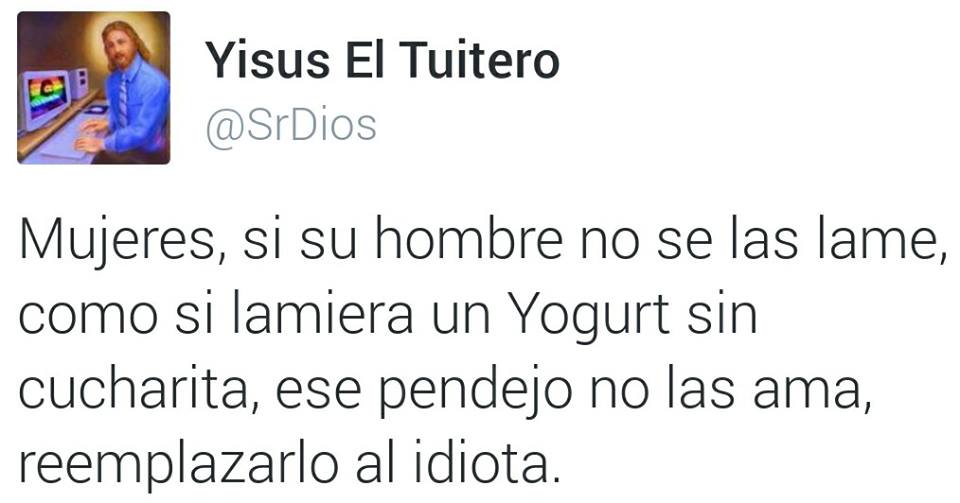 Yisus El Tuitero
@SrDios
Mujeres, si su hombre no se las lame,
como si lamiera un Yogurt sin
cucharita, ese pendejo no las ama,
reemplazarlo al idiota.